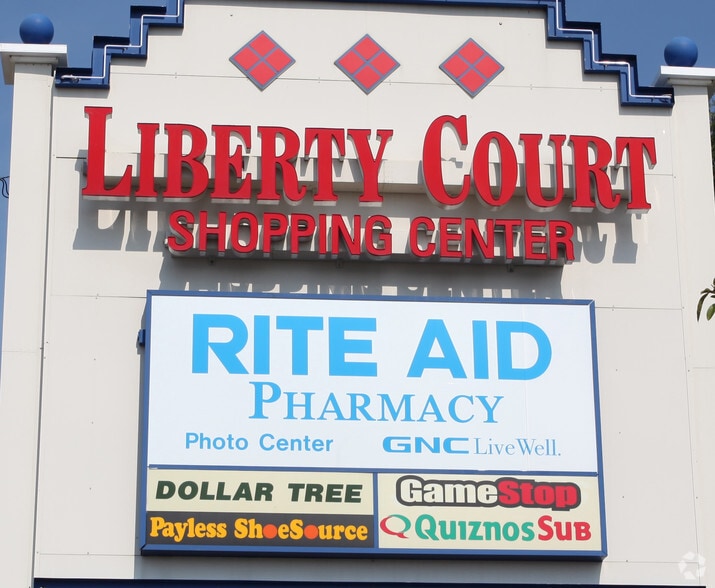 LIBERTY COURT
SHOPPING CENTER
RITE AID
PHARMACY
Photo Center GNC LiveWell.
DOLLAR TREE GameStop
Payless ShoeSource QUIZNOS SUB